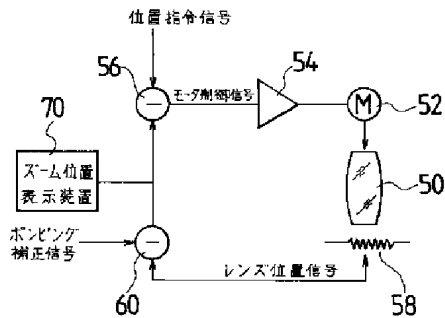 位置指令信号
56
モータ制御信号
54
M
52
70
ズーム位置
表示装置
50
ポンピング
補正信号
60
レンズ位置信号
58